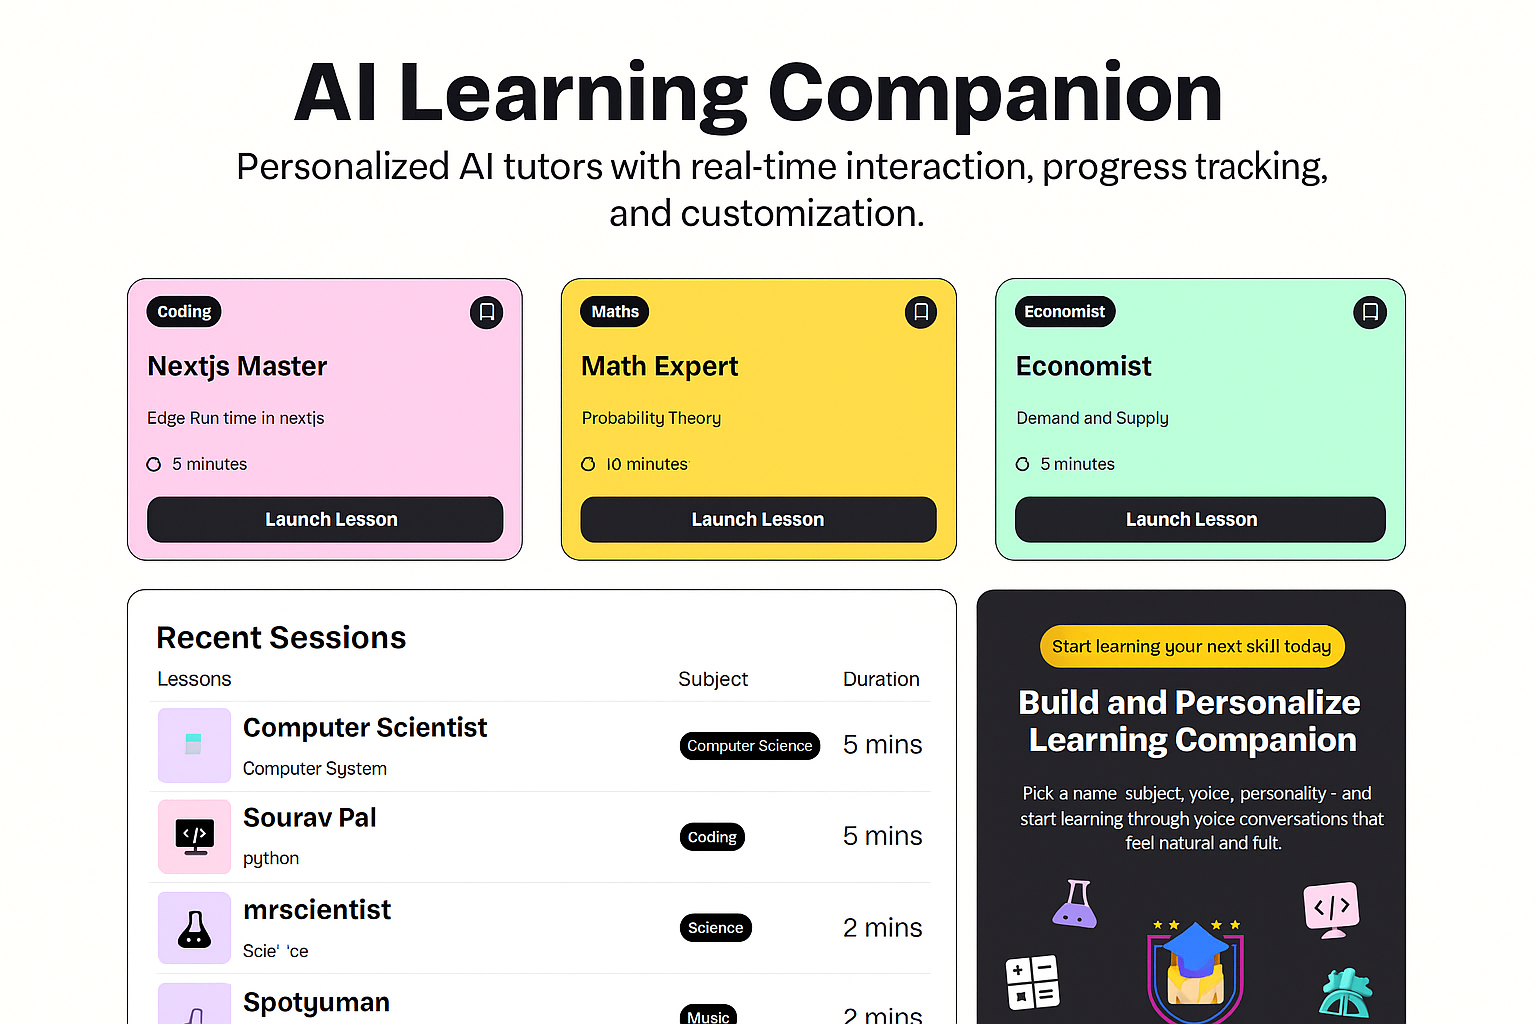 AI Learning Companion
Personalized AI tutors with real-time interaction, progress tracking,
and customization.
Coding
Nextjs Master
Edge Run time in nextjs
5 minutes
Launch Lesson
Maths
Math Expert
Probability Theory
10 minutes
Launch Lesson
Economist
Economist
Demand and Supply
5 minutes
Launch Lesson
Recent Sessions
Lessons Subject Duration
Computer Scientist
Computer System
Computer Science
5 mins
Sourav Pal
python
Coding
5 mins
mrscientist
Scie' 'ce
Science
2 mins
Spotyuman
Music
2 mins
Start learning your next skill today
Build and Personalize
Learning Companion
Pick a name subject, yoice, personality - and
start learning through yoice conversations that
feel natural and fult.